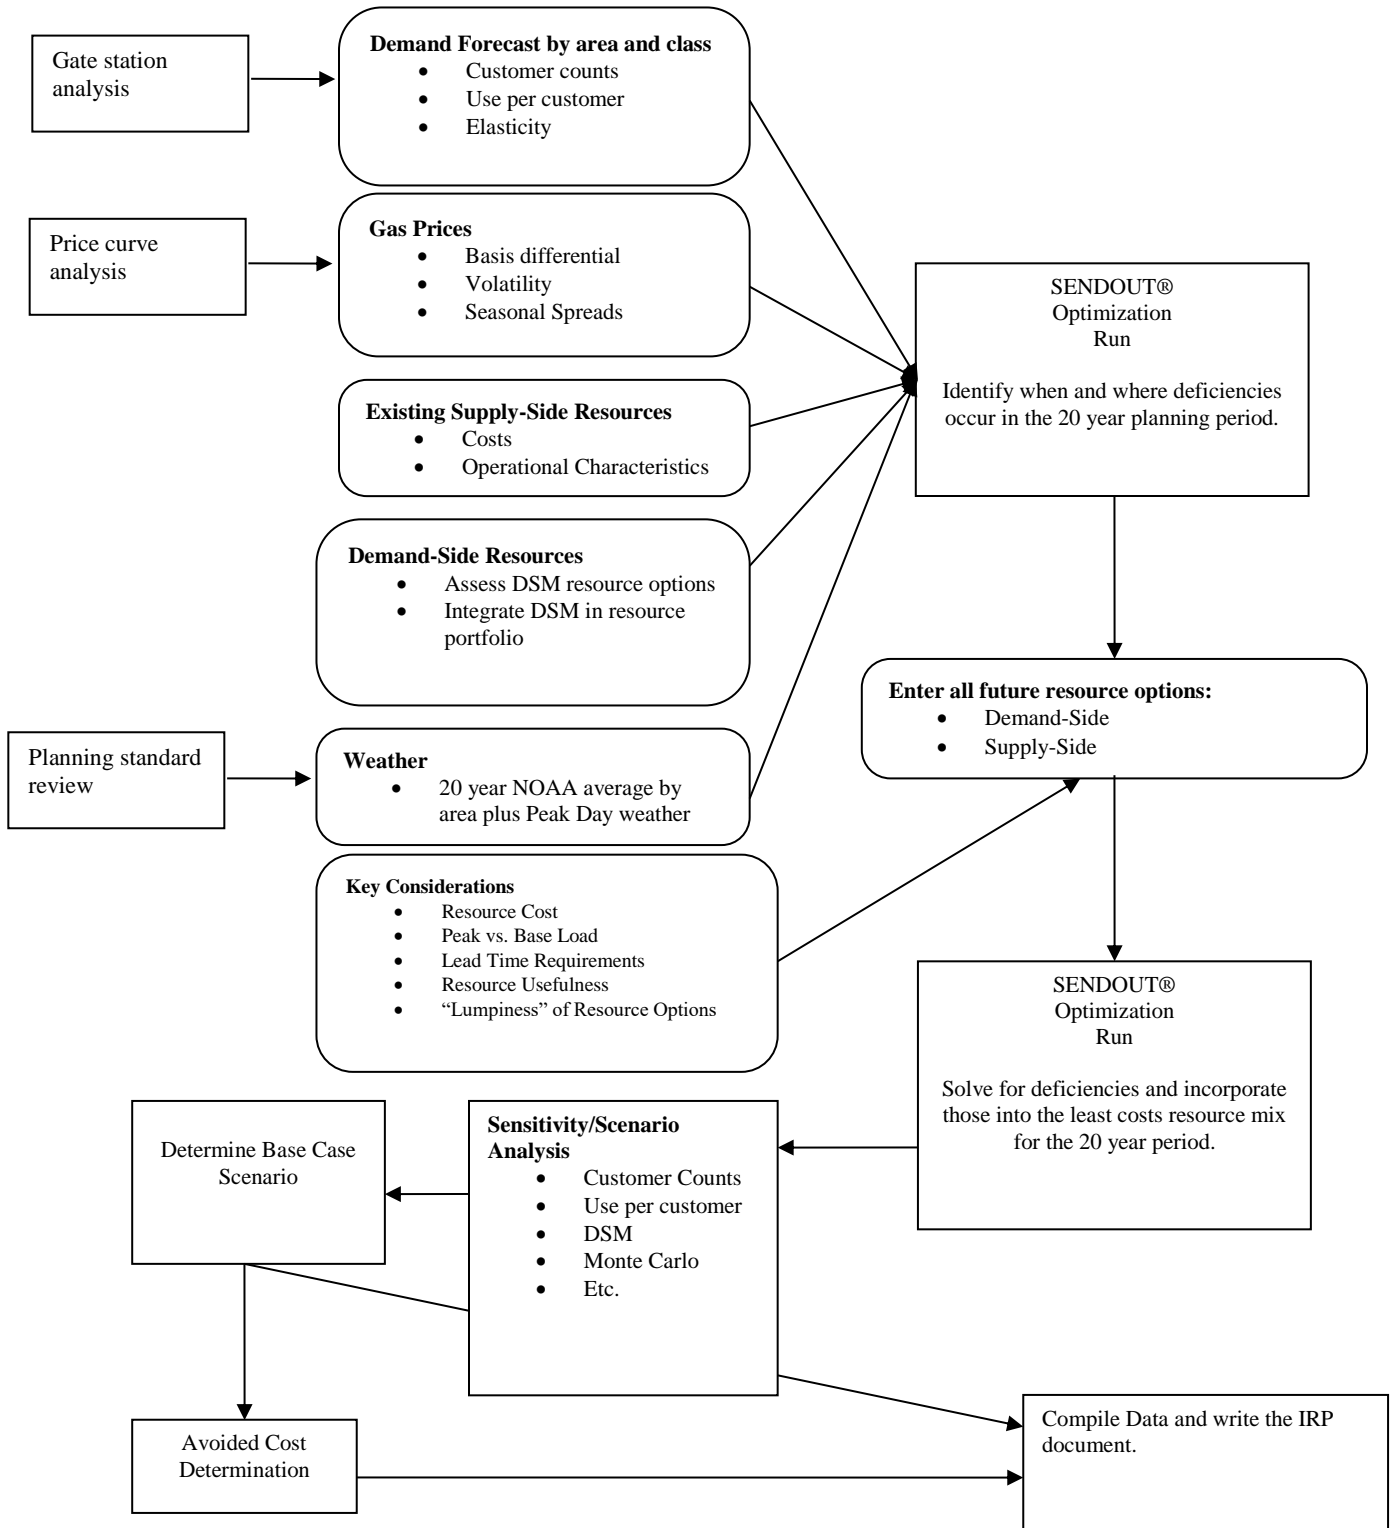 Gate station
analysis
Demand Forecast by area and class
• Customer counts
• Use per customer
• Elasticity
Price curve
analysis
Gas Prices
• Basis differential
• Volatility
• Seasonal Spreads
SENDOUT®
Optimization
Run
Identify when and where deficiencies
occur in the 20 year planning period.
Existing Supply-Side Resources
• Costs
• Operational Characteristics
Demand-Side Resources
• Assess DSM resource options
• Integrate DSM in resource
portfolio
Enter all future resource options:
• Demand-Side
• Supply-Side
Planning standard
review
Weather
• 20 year NOAA average by
area plus Peak Day weather
Key Considerations
• Resource Cost
• Peak vs. Base Load
• Lead Time Requirements
• Resource Usefulness
• “Lumpiness” of Resource Options
SENDOUT®
Optimization
Run
Solve for deficiencies and incorporate
those into the least costs resource mix
for the 20 year period.
Sensitivity/Scenario
Analysis
• Customer Counts
• Use per customer
• DSM
• Monte Carlo
• Etc.
Determine Base Case
Scenario
Avoided Cost
Determination
Compile Data and write the IRP
document.